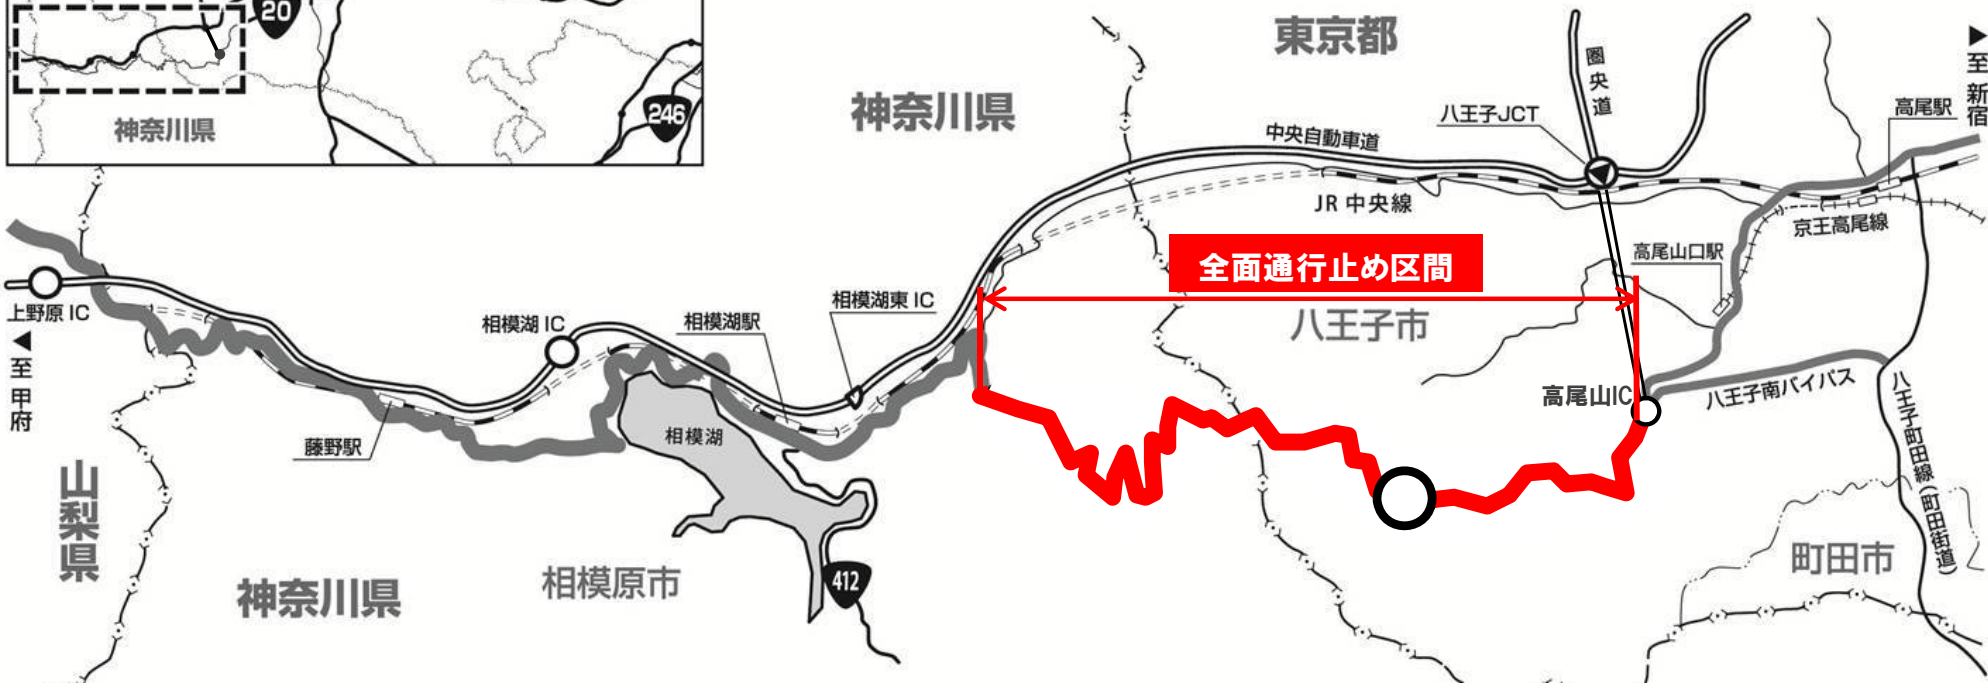 20
神奈川県
246
東京都
神奈川県
圏央道
▶至新宿
八王子JCT
高尾駅
中央自動車道
JR 中央線
京王高尾線
高尾山口駅
全面通行止め区間
八王子市
上野原 IC
◀至甲府
相模湖 IC
相模湖駅
相模湖東 IC
高尾山IC
八王子南バイパス
八王子町田線(町田街道)
藤野駅
相模湖
山梨県
神奈川県
相模原市
412
町田市